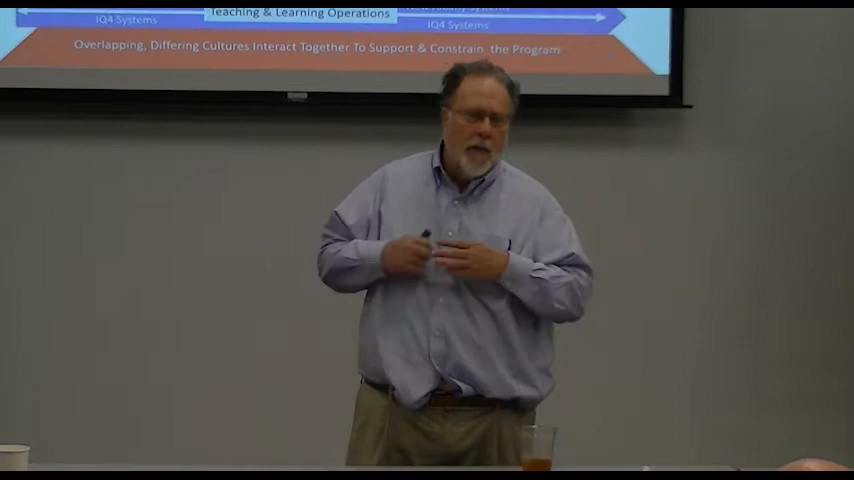 Teaching & Learning Operations
IQ4 Systems
IQ4 Systems
Overlapping, Differing Cultures Interact Together To Support & Constrain the Program